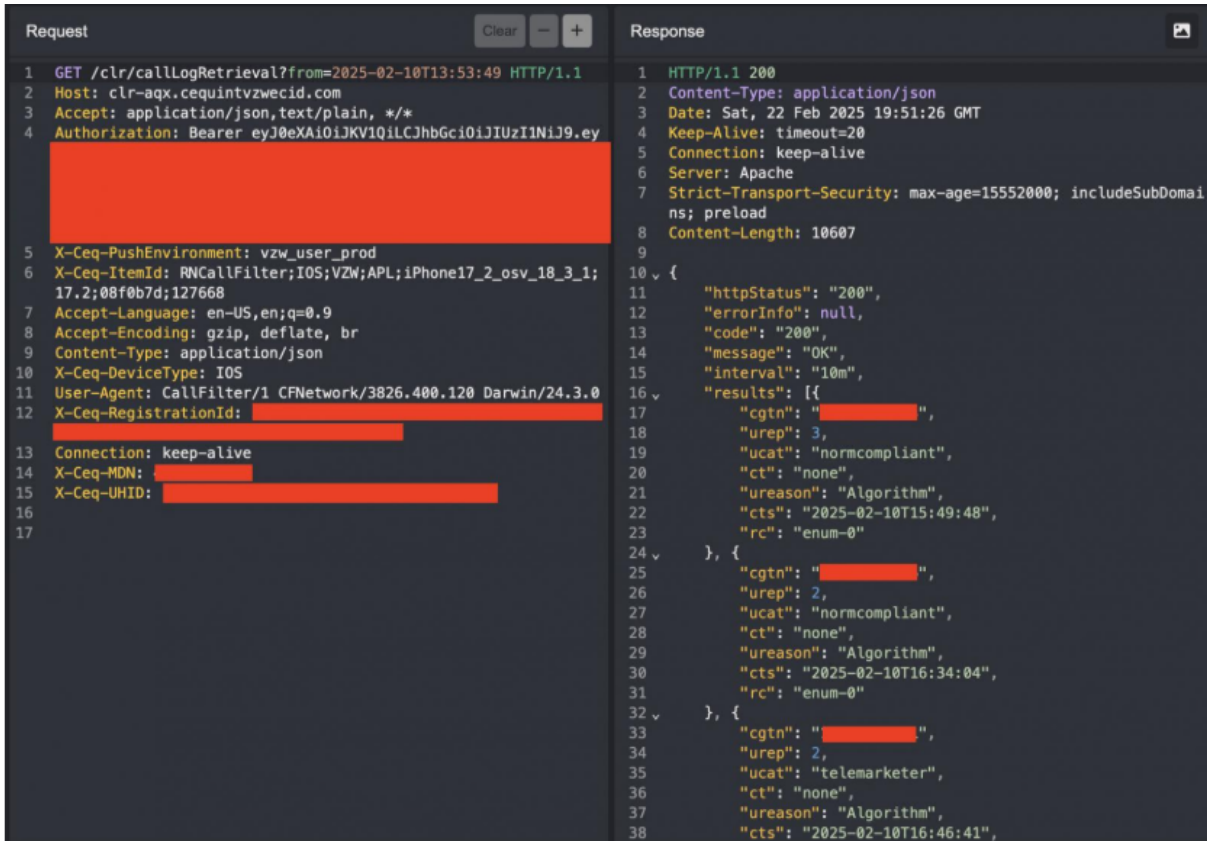 Request
Clear − +
1 GET /clr/callLogRetrieval?from=2025-02-10T13:53:49 HTTP/1.1
2 Host: clr-aqx.cequintvzwecid.com
3 Accept: application/json,text/plain, */*
4 Authorization: Bearer eyJ0eXAiOiJKV1QiLCJhbGciOiJIUzI1NiJ9.ey
5 X-Ceq-PushEnvironment: vzw_user_prod
6 X-Ceq-ItemId: RNCallFilter;IOS;VZW;APL;iPhone17_2_osv_18_3_1;
17.2;08f0b7d;127668
7 Accept-Language: en-US,en;q=0.9
8 Accept-Encoding: gzip, deflate, br
9 Content-Type: application/json
10 X-Ceq-DeviceType: IOS
11 User-Agent: CallFilter/1 CFNetwork/3826.400.120 Darwin/24.3.0
12 X-Ceq-RegistrationId:
13 Connection: keep-alive
14 X-Ceq-MDN:
15 X-Ceq-UHID:
16
17
Response
1 HTTP/1.1 200
2 Content-Type: application/json
3 Date: Sat, 22 Feb 2025 19:51:26 GMT
4 Keep-Alive: timeout=20
5 Connection: keep-alive
6 Server: Apache
7 Strict-Transport-Security: max-age=15552000; includeSubDomai
ns; preload
8 Content-Length: 10607
9
10 {
11 "httpStatus": "200",
12 "errorInfo": null,
13 "code": "200",
14 "message": "OK",
15 "interval": "10m",
16 "results": [{
17 "cgtn": "",
18 "urep": 3,
19 "ucat": "normcompliant",
20 "ct": "none",
21 "ureason": "Algorithm",
22 "cts": "2025-02-10T15:49:48",
23 "rc": "enum-0"
24 }, {
25 "cgtn": "",
26 "urep": 2,
27 "ucat": "normcompliant",
28 "ct": "none",
29 "ureason": "Algorithm",
30 "cts": "2025-02-10T16:34:04",
31 "rc": "enum-0"
32 }, {
33 "cgtn": "",
34 "urep": 2,
35 "ucat": "telemarketer",
36 "ct": "none",
37 "ureason": "Algorithm",
38 "cts": "2025-02-10T16:46:41",